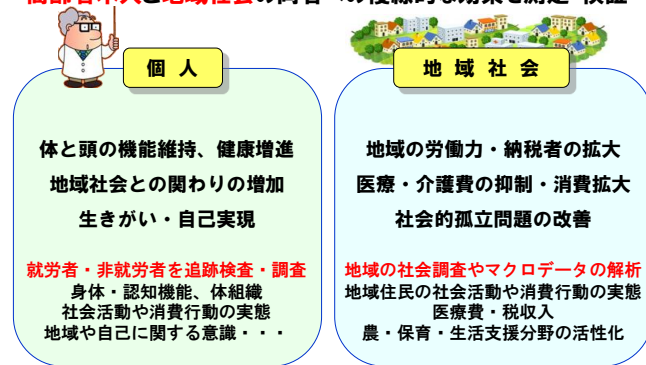 個 人
体と頭の機能維持、健康増進
地域社会との関わりの増加
生きがい・自己実現
就労者・非就労者を追跡検査・調査
身体・認知機能、体組織
社会活動や消費行動の実態
地域や自己に関する意識・・・
地 域 社 会
地域の労働力・納税者の拡大
医療・介護費の抑制・消費拡大
社会的孤立問題の改善
地域の社会調査やマクロデータの解析
地域住民の社会活動や消費行動の実態
医療費・税収入
農・保育・生活支援分野の活性化